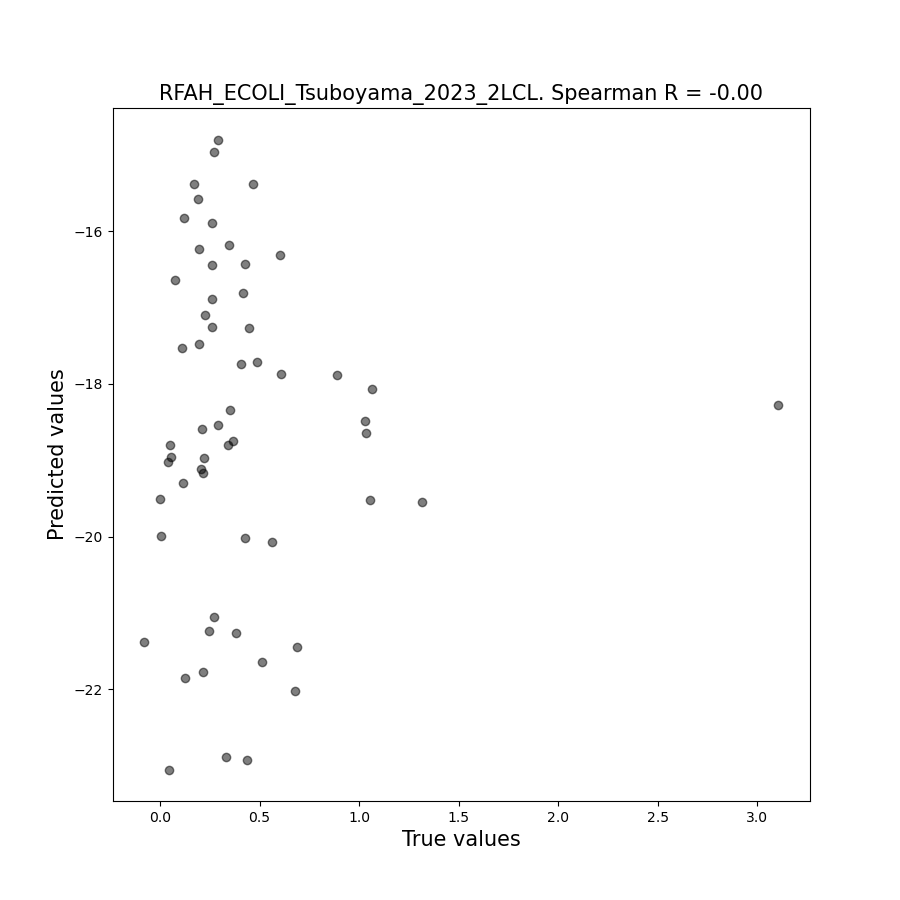 RFAH_ECOLI_Tsuboyama_2023_2LCL. Spearman R = -0.00
Predicted values
−16
−18
−20
−22
0.0 0.5 1.0 1.5 2.0 2.5 3.0
True values